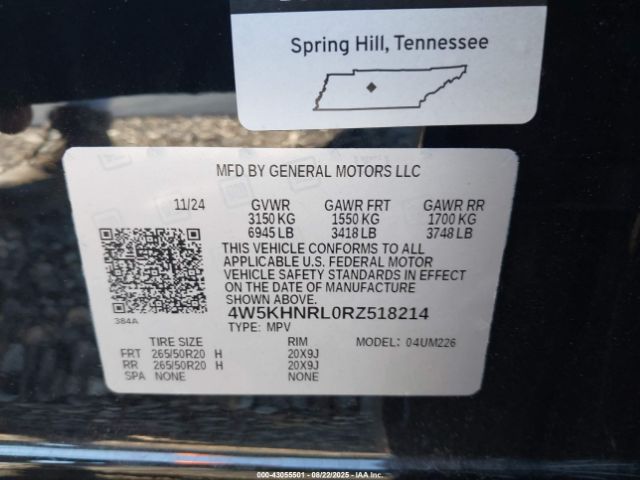 Spring Hill, Tennessee
MFD BY GENERAL MOTORS LLC
11/24 GVWR GAWR FRT GAWR RR
3150 KG 1550 KG 1700 KG
6945 LB 3418 LB 3748 LB
THIS VEHICLE CONFORMS TO ALL
APPLICABLE U.S. FEDERAL MOTOR
VEHICLE SAFETY STANDARDS IN EFFECT
ON THE DATE OF MANUFACTURE
SHOWN ABOVE.
384A
4W5KHNRL0RZ518214
TYPE: MPV
TIRE SIZE RIM MODEL: 04UM226
FRT 265/50R20 H 20X9J
RR 265/50R20 H 20X9J
SPA NONE NONE
000-43055501 - 08/22/2025 - IAAI.COM